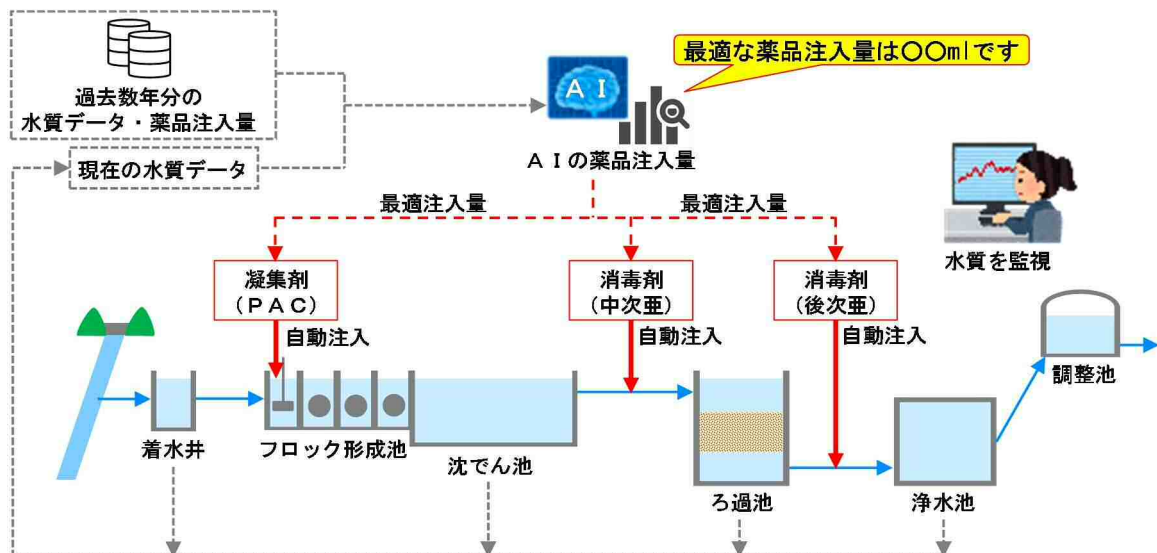 最適な薬品注入量は〇〇mlです
過去数年分の
水質データ・薬品注入量
ＡＩ
現在の水質データ
ＡＩの薬品注入量
最適注入量
最適注入量
水質を監視
凝集剤
（ＰＡＣ）
消毒剤
（中次亜）
消毒剤
（後次亜）
自動注入
自動注入
自動注入
調整池
着水井
フロック形成池
沈でん池
ろ過池
浄水池